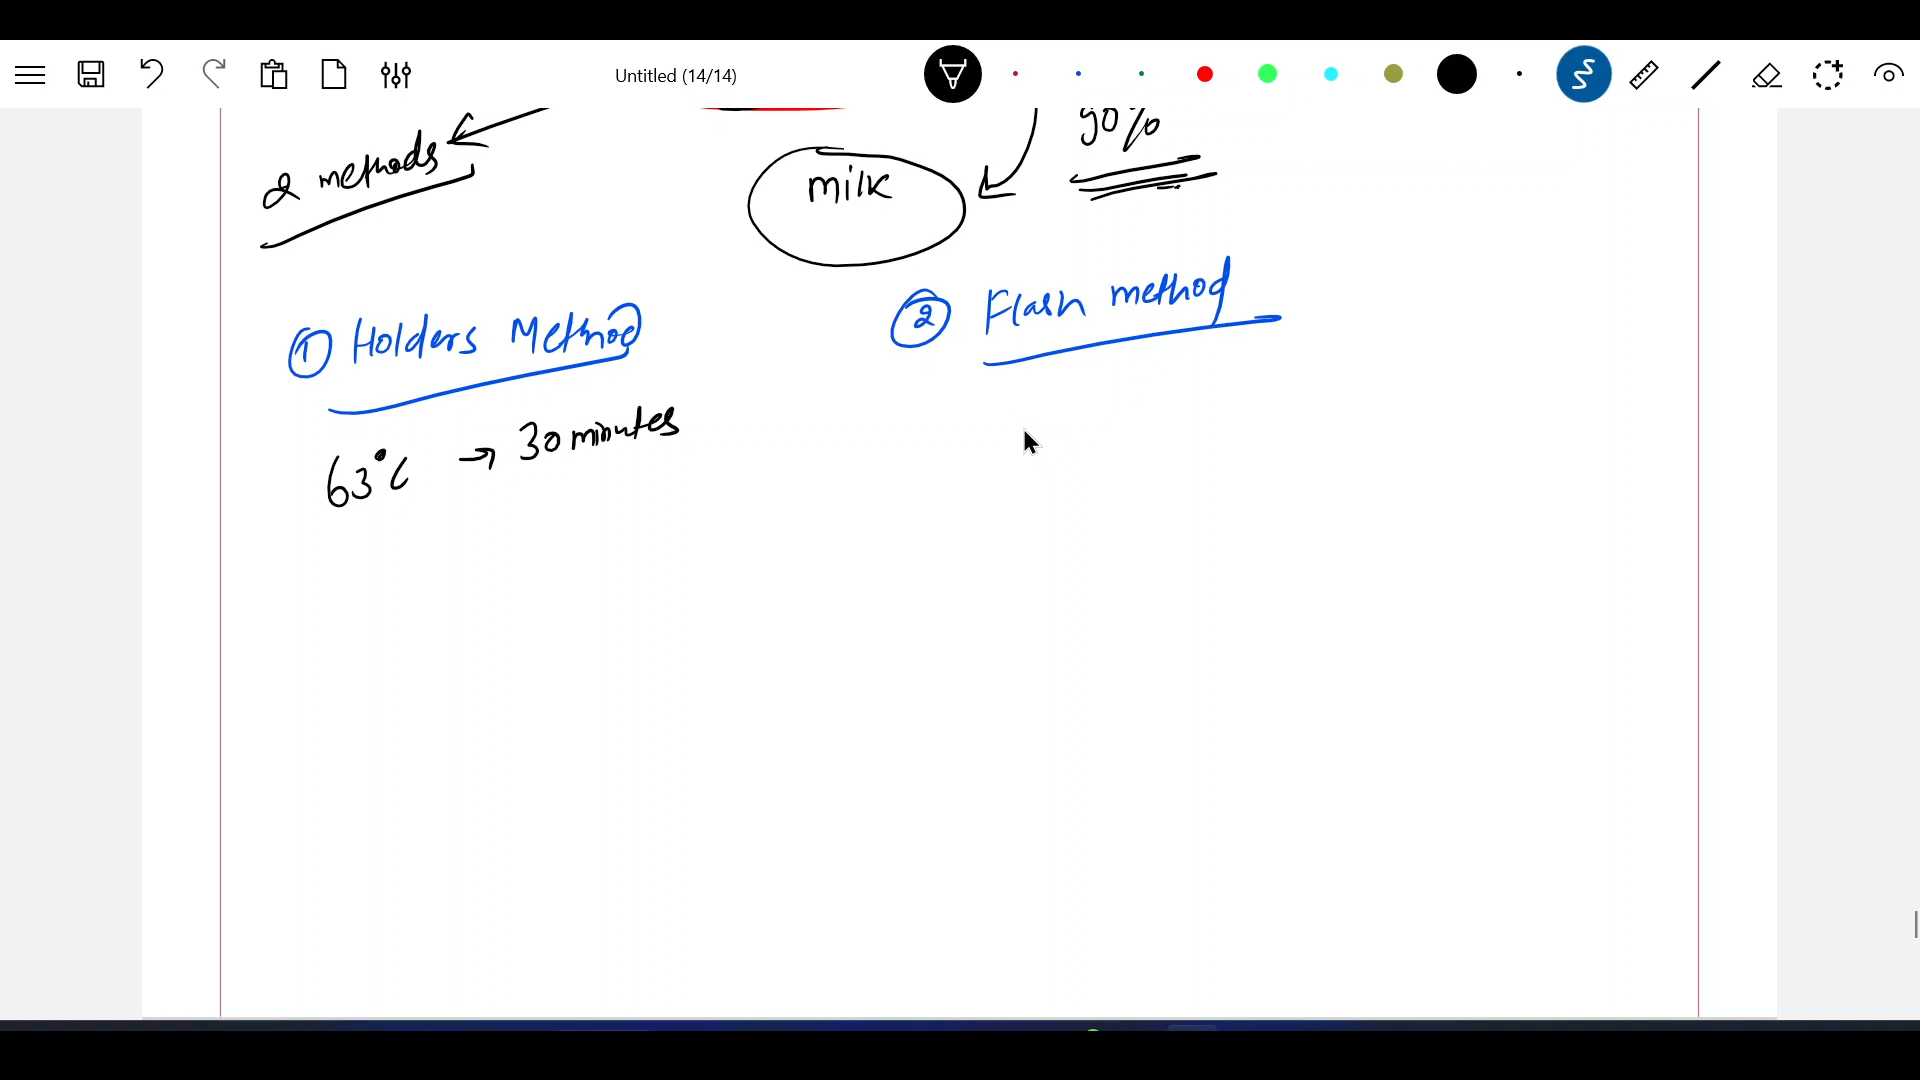 Untitled (14/14)
90%
2 methods
milk
① Holders Method
② Flash method
63°C → 30 minutes